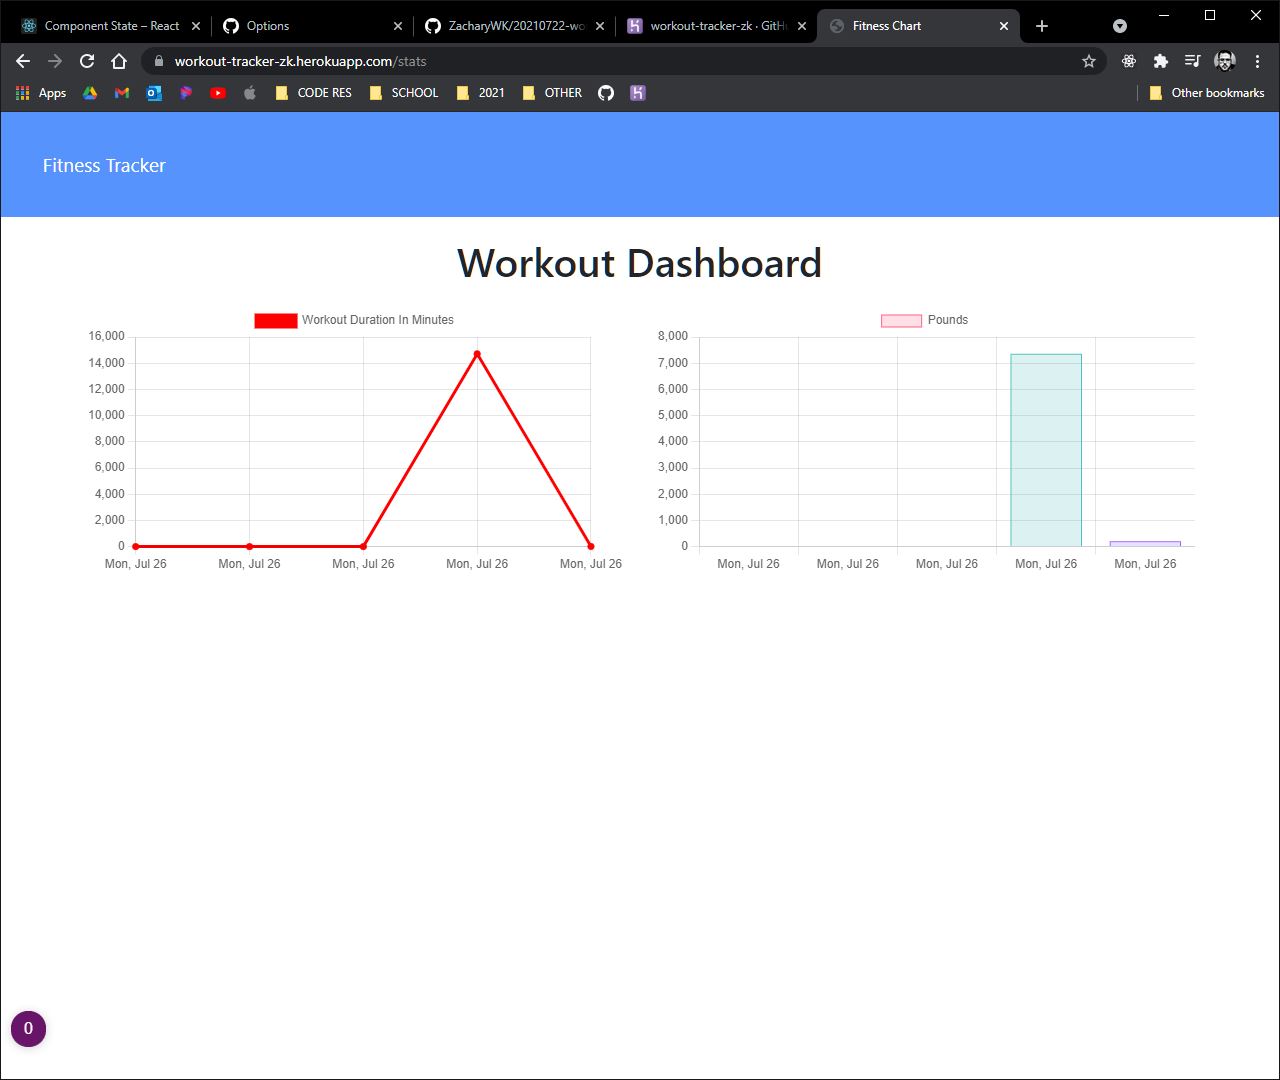 Component State – React
Options
ZacharyWK/20210722-wo
workout-tracker-zk · GitH
Fitness Chart
workout-tracker-zk.herokuapp.com/stats
Apps
CODE RES
SCHOOL
2021
OTHER
Other bookmarks
Fitness Tracker
Workout Dashboard
Workout Duration In Minutes
16,000
14,000
12,000
10,000
8,000
6,000
4,000
2,000
0
Mon, Jul 26 Mon, Jul 26 Mon, Jul 26 Mon, Jul 26 Mon, Jul 26
Pounds
8,000
7,000
6,000
5,000
4,000
3,000
2,000
1,000
0
Mon, Jul 26 Mon, Jul 26 Mon, Jul 26 Mon, Jul 26 Mon, Jul 26
0